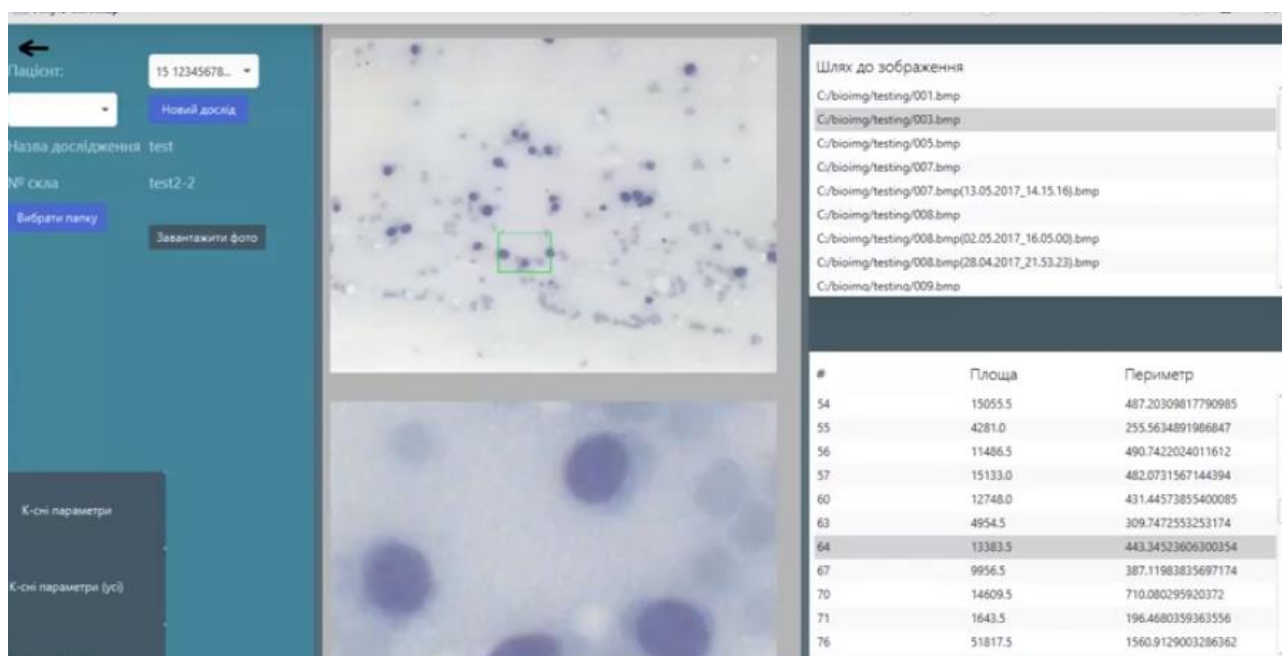 Пацієнт:
15 12345678...
Новий дослід
Назва дослідження test
№ скла test2-2
Вибрати папку
Завантажити фото
К-сні параметри
К-сні параметри (усі)
Шлях до зображення
C:/bioimg/testing/001.bmp
C:/bioimg/testing/003.bmp
C:/bioimg/testing/005.bmp
C:/bioimg/testing/007.bmp
C:/bioimg/testing/007.bmp(13.05.2017_14.15.16).bmp
C:/bioimg/testing/008.bmp
C:/bioimg/testing/008.bmp(02.05.2017_16.05.00).bmp
C:/bioimg/testing/008.bmp(28.04.2017_21.53.23).bmp
C:/bioimg/testing/009.bmp
# Площа Периметр
54 15055.5 487.20309817790985
55 4281.0 255.5634891986847
56 11486.5 490.7422024011612
57 15133.0 482.0731567144394
60 12748.0 431.44573855400085
63 4954.5 309.7472553253174
64 13383.5 443.34523606300354
67 9956.5 387.11983835697174
70 14609.5 710.080295920372
71 1643.5 196.4680359363556
76 51817.5 1560.9129003286362